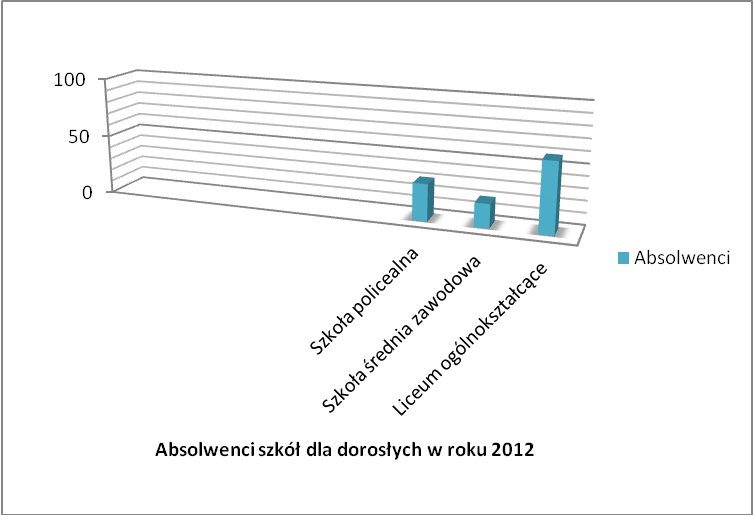 100
50
0
Szkoła policealna
Szkoła średnia zawodowa
Liceum ogólnokształcące
Absolwenci
Absolwenci szkół dla dorosłych w roku 2012